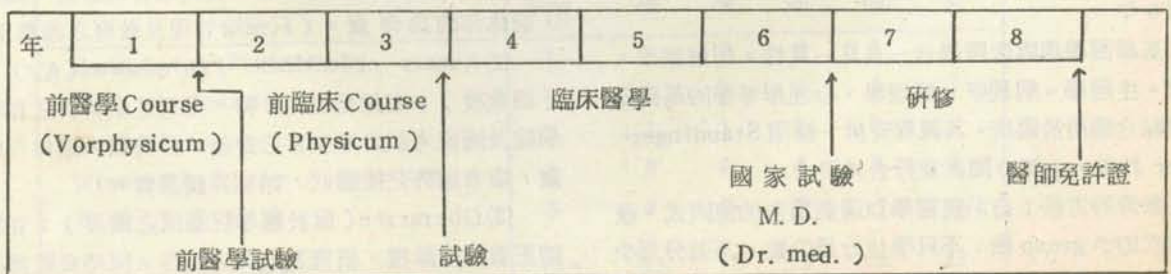 年 1 2 3 4 5 6 7 8
前醫學Course 前臨床Course 臨床醫學 研修
(Vorphysicum) (Physicum)
國家試驗 醫師免許證
M. D.
前醫學試驗 試驗 (Dr. med.)